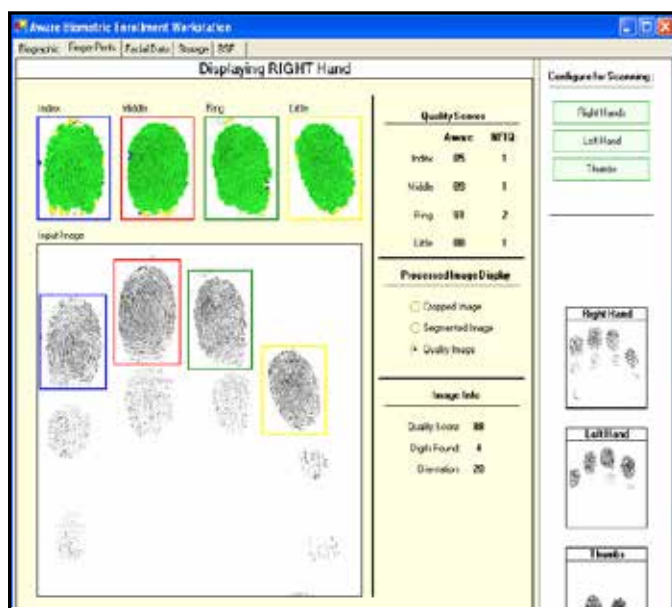 Aware Biometric Enrollment Workstation
Biographic Finger Prints Facial Data Storage BSP
Displaying RIGHT Hand
Index Middle Ring Little
Input Image
Quality Scores
Aware NFIQ
Index 1
Middle 1
Ring 2
Little 1
Processed Image Display
Cropped Image
Segmented Image
Quality Image
Image Info
Quality Score
Digits Found: 4
Orientation: 20
Configure for Scanning:
Right Hands
Left Hand
Thumbs
Right Hand
Left Hand
Thumbs